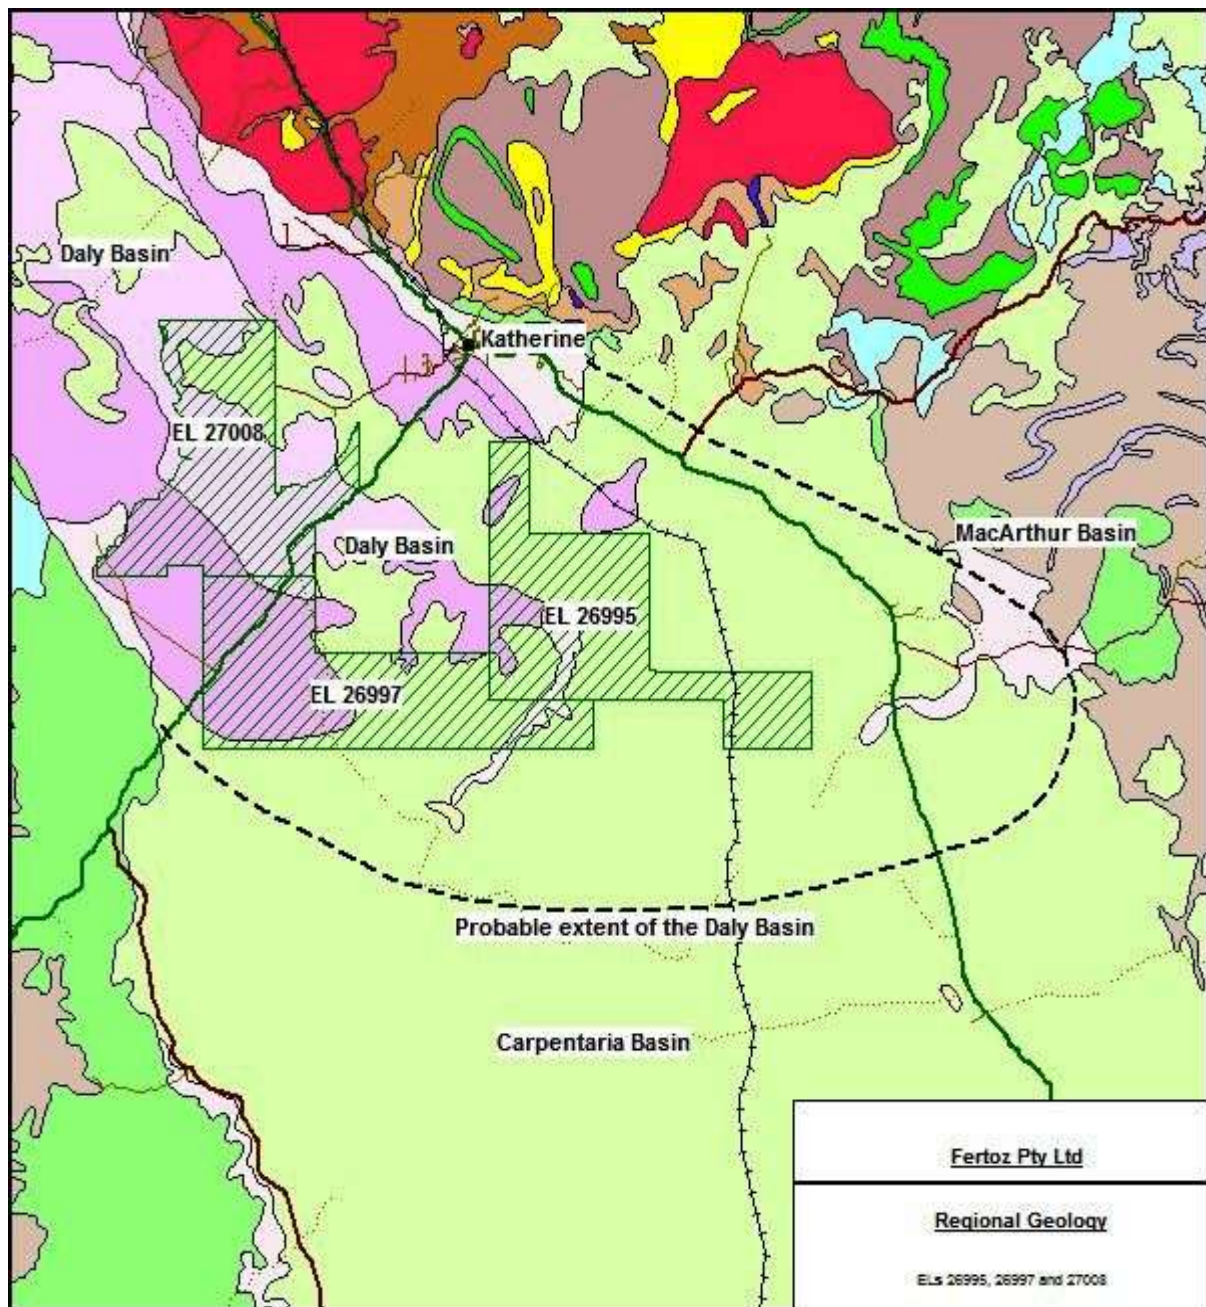 Daly Basin
Katherine
EL 27008
MacArthur Basin
Daly Basin
EL 26995
EL 26997
Probable extent of the Daly Basin
Carpentaria Basin
Fertoz Pty Ltd
Regional Geology
ELs 26995, 26997 and 27008